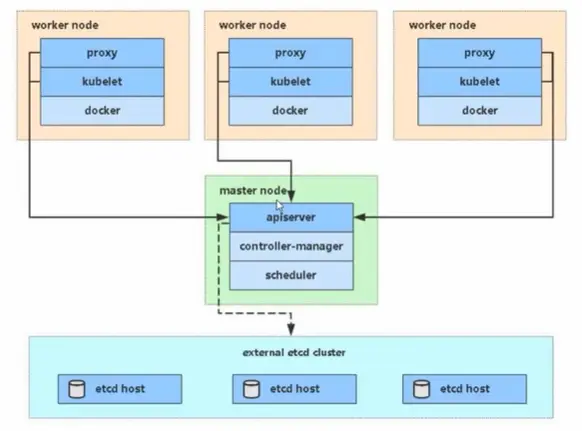 worker node
proxy
kubelet
docker
worker node
proxy
kubelet
docker
worker node
proxy
kubelet
docker
master node
apiserver
controller-manager
scheduler
external etcd cluster
etcd host
etcd host
etcd host